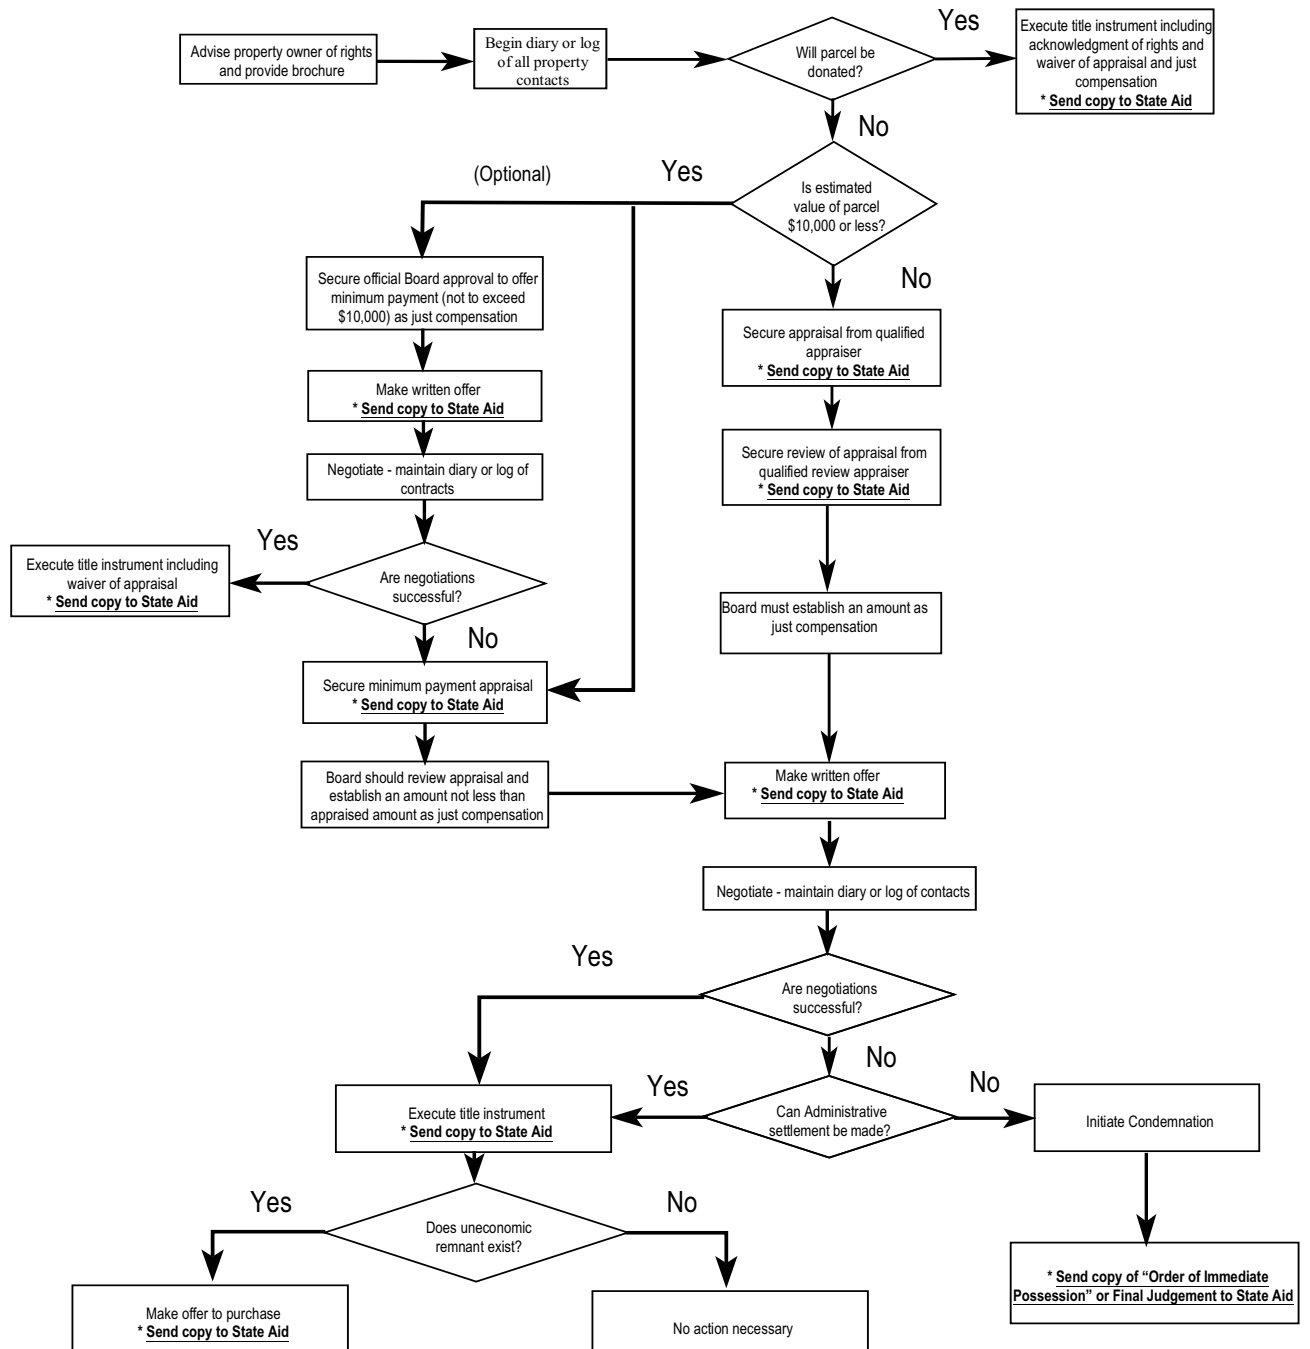 Advise property owner of rights
and provide brochure
Begin diary or log
of all property
contacts
Will parcel be
donated?
Yes
Execute title instrument including
acknowledgment of rights and
waiver of appraisal and just
compensation
* Send copy to State Aid
No
(Optional)
Yes
Is estimated
value of parcel
$10,000 or less?
No
Secure official Board approval to offer
minimum payment (not to exceed
$10,000) as just compensation
Secure appraisal from qualified
appraiser
* Send copy to State Aid
Make written offer
* Send copy to State Aid
Secure review of appraisal from
qualified review appraiser
* Send copy to State Aid
Negotiate - maintain diary or log of
contracts
Yes
Execute title instrument including
waiver of appraisal
* Send copy to State Aid
Are negotiations
successful?
No
Board must establish an amount as
just compensation
Secure minimum payment appraisal
* Send copy to State Aid
Board should review appraisal and
establish an amount not less than
appraised amount as just compensation
Make written offer
* Send copy to State Aid
Negotiate - maintain diary or log of contacts
Yes
Are negotiations
successful?
No
Yes
Can Administrative
settlement be made?
No
Execute title instrument
* Send copy to State Aid
Initiate Condemnation
Yes
Does uneconomic
remnant exist?
No
* Send copy of “Order of Immediate
Possession” or Final Judgement to State Aid
Make offer to purchase
* Send copy to State Aid
No action necessary